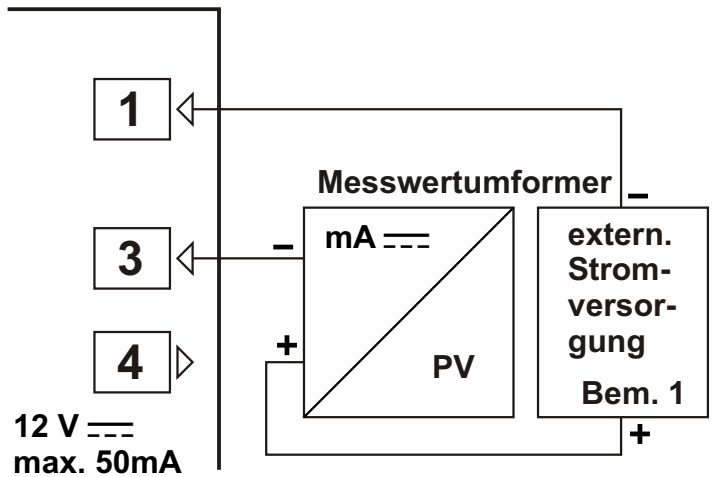 1
Messwertumformer
−
3
−
mA
extern.
Strom-
versor-
gung
Bem. 1
+
4
PV
+
12 V
max. 50mA